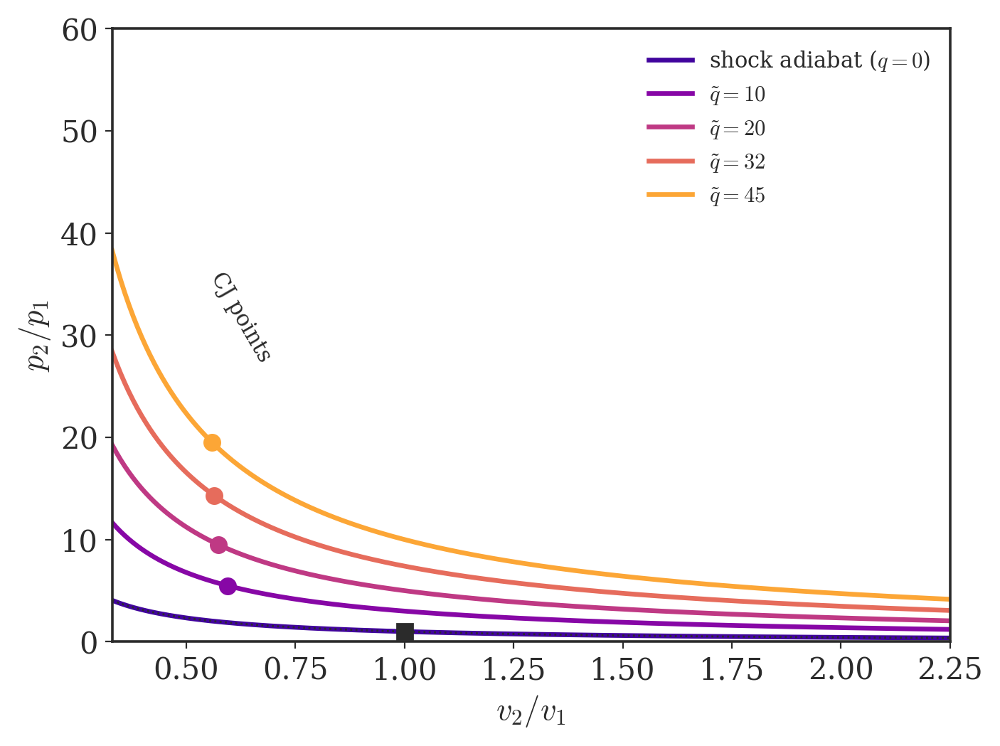 60
50
40
30
20
10
0
p₂/p₁
shock adiabat (q = 0)
q̃ = 10
q̃ = 20
q̃ = 32
q̃ = 45
CJ points
0.50 0.75 1.00 1.25 1.50 1.75 2.00 2.25
v₂/v₁